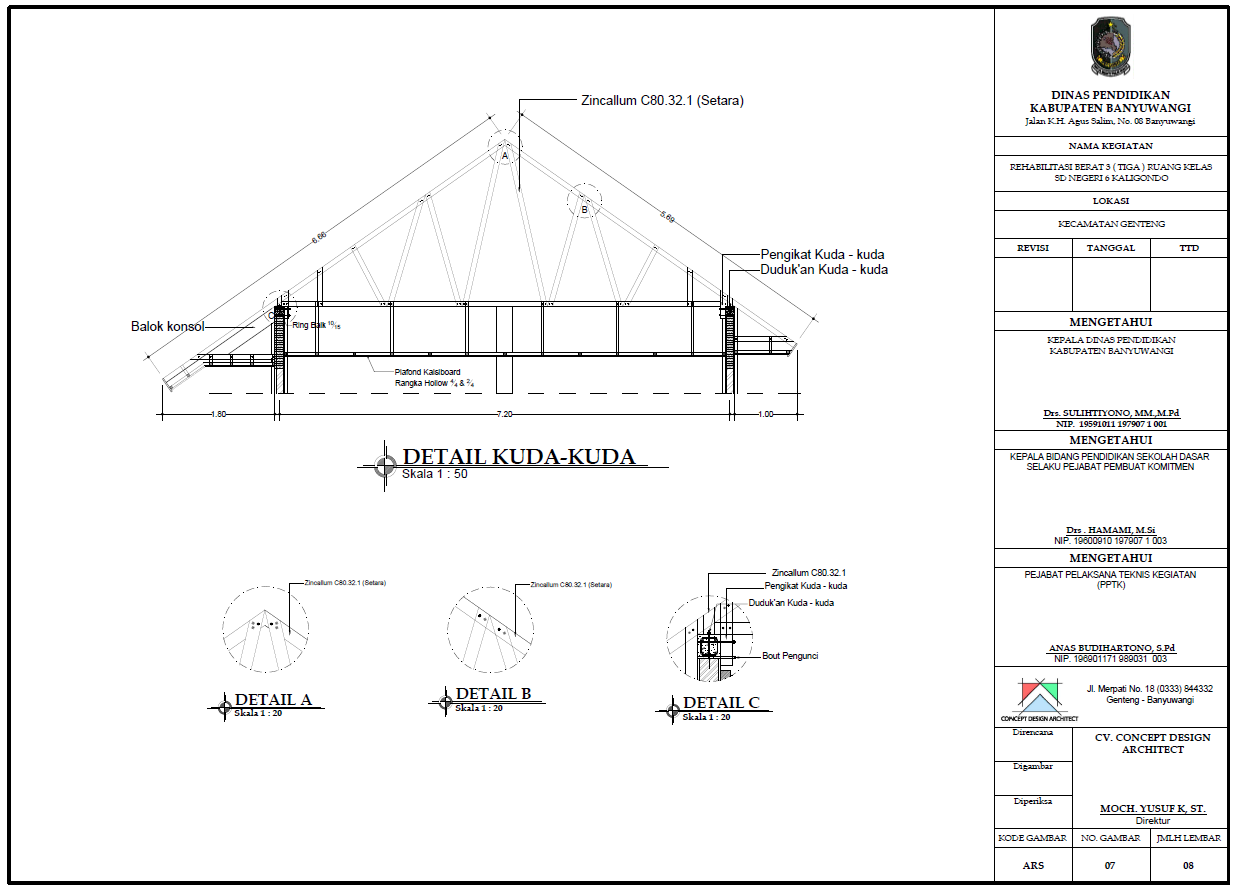 Zincallum C80.32.1 (Setara)
A
B
6.66
5.69
Pengikat Kuda - kuda
Duduk'an Kuda - kuda
C
Balok konsol
Ring Balk 10/15
Plafond Kalsiboard
Rangka Hollow 4/4 & 2/4
1.80
7.20
1.00
DETAIL KUDA-KUDA
Skala 1 : 50
Zincallum C80.32.1 (Setara)
DETAIL A
Skala 1 : 20
Zincallum C80.32.1 (Setara)
DETAIL B
Skala 1 : 20
Zincallum C80.32.1
Pengikat Kuda - kuda
Duduk'an Kuda - kuda
Bout Pengunci
DETAIL C
Skala 1 : 20
DINAS PENDIDIKAN
KABUPATEN BANYUWANGI
Jalan K.H. Agus Salim, No. 08 Banyuwangi
NAMA KEGIATAN
REHABILITASI BERAT 3 ( TIGA ) RUANG KELAS
SD NEGERI 6 KALIGONDO
LOKASI
KECAMATAN GENTENG
REVISI TANGGAL TTD
MENGETAHUI
KEPALA DINAS PENDIDIKAN
KABUPATEN BANYUWANGI
Drs. SULIHTIYONO, MM.,M.Pd
NIP. 19591011 197907 1 001
MENGETAHUI
KEPALA BIDANG PENDIDIKAN SEKOLAH DASAR
SELAKU PEJABAT PEMBUAT KOMITMEN
Drs . HAMAMI, M.Si
NIP. 19600910 197907 1 003
MENGETAHUI
PEJABAT PELAKSANA TEKNIS KEGIATAN
(PPTK)
ANAS BUDIHARTONO, S.Pd
NIP. 196901171 989031 003
CONCEPT DESIGN ARCHITECT
Jl. Merpati No. 18 (0333) 844332
Genteng - Banyuwangi
Direncana
Digambar
Diperiksa
CV. CONCEPT DESIGN
ARCHITECT
MOCH. YUSUF K, ST.
Direktur
KODE GAMBAR NO. GAMBAR JMLH LEMBAR
ARS 07 08